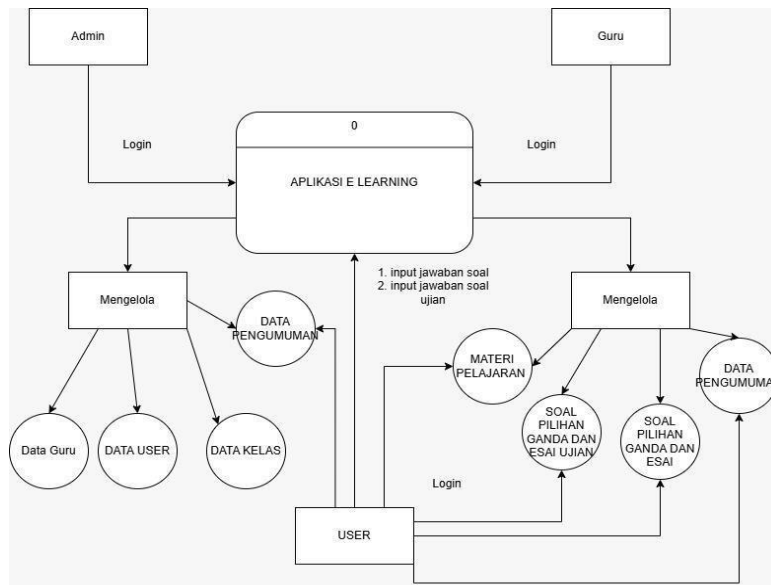 Admin
Guru
Login
Login
0
APLIKASI E LEARNING
1. input jawaban soal
2. input jawaban soal
ujian
Mengelola
Mengelola
DATA
PENGUMUMAN
MATERI
PELAJARAN
DATA
PENGUMUMA
SOAL
PILIHAN
GANDA DAN
ESAI UJIAN
SOAL
PILIHAN
GANDA DAN
ESAI
Data Guru
DATA USER
DATA KELAS
Login
USER